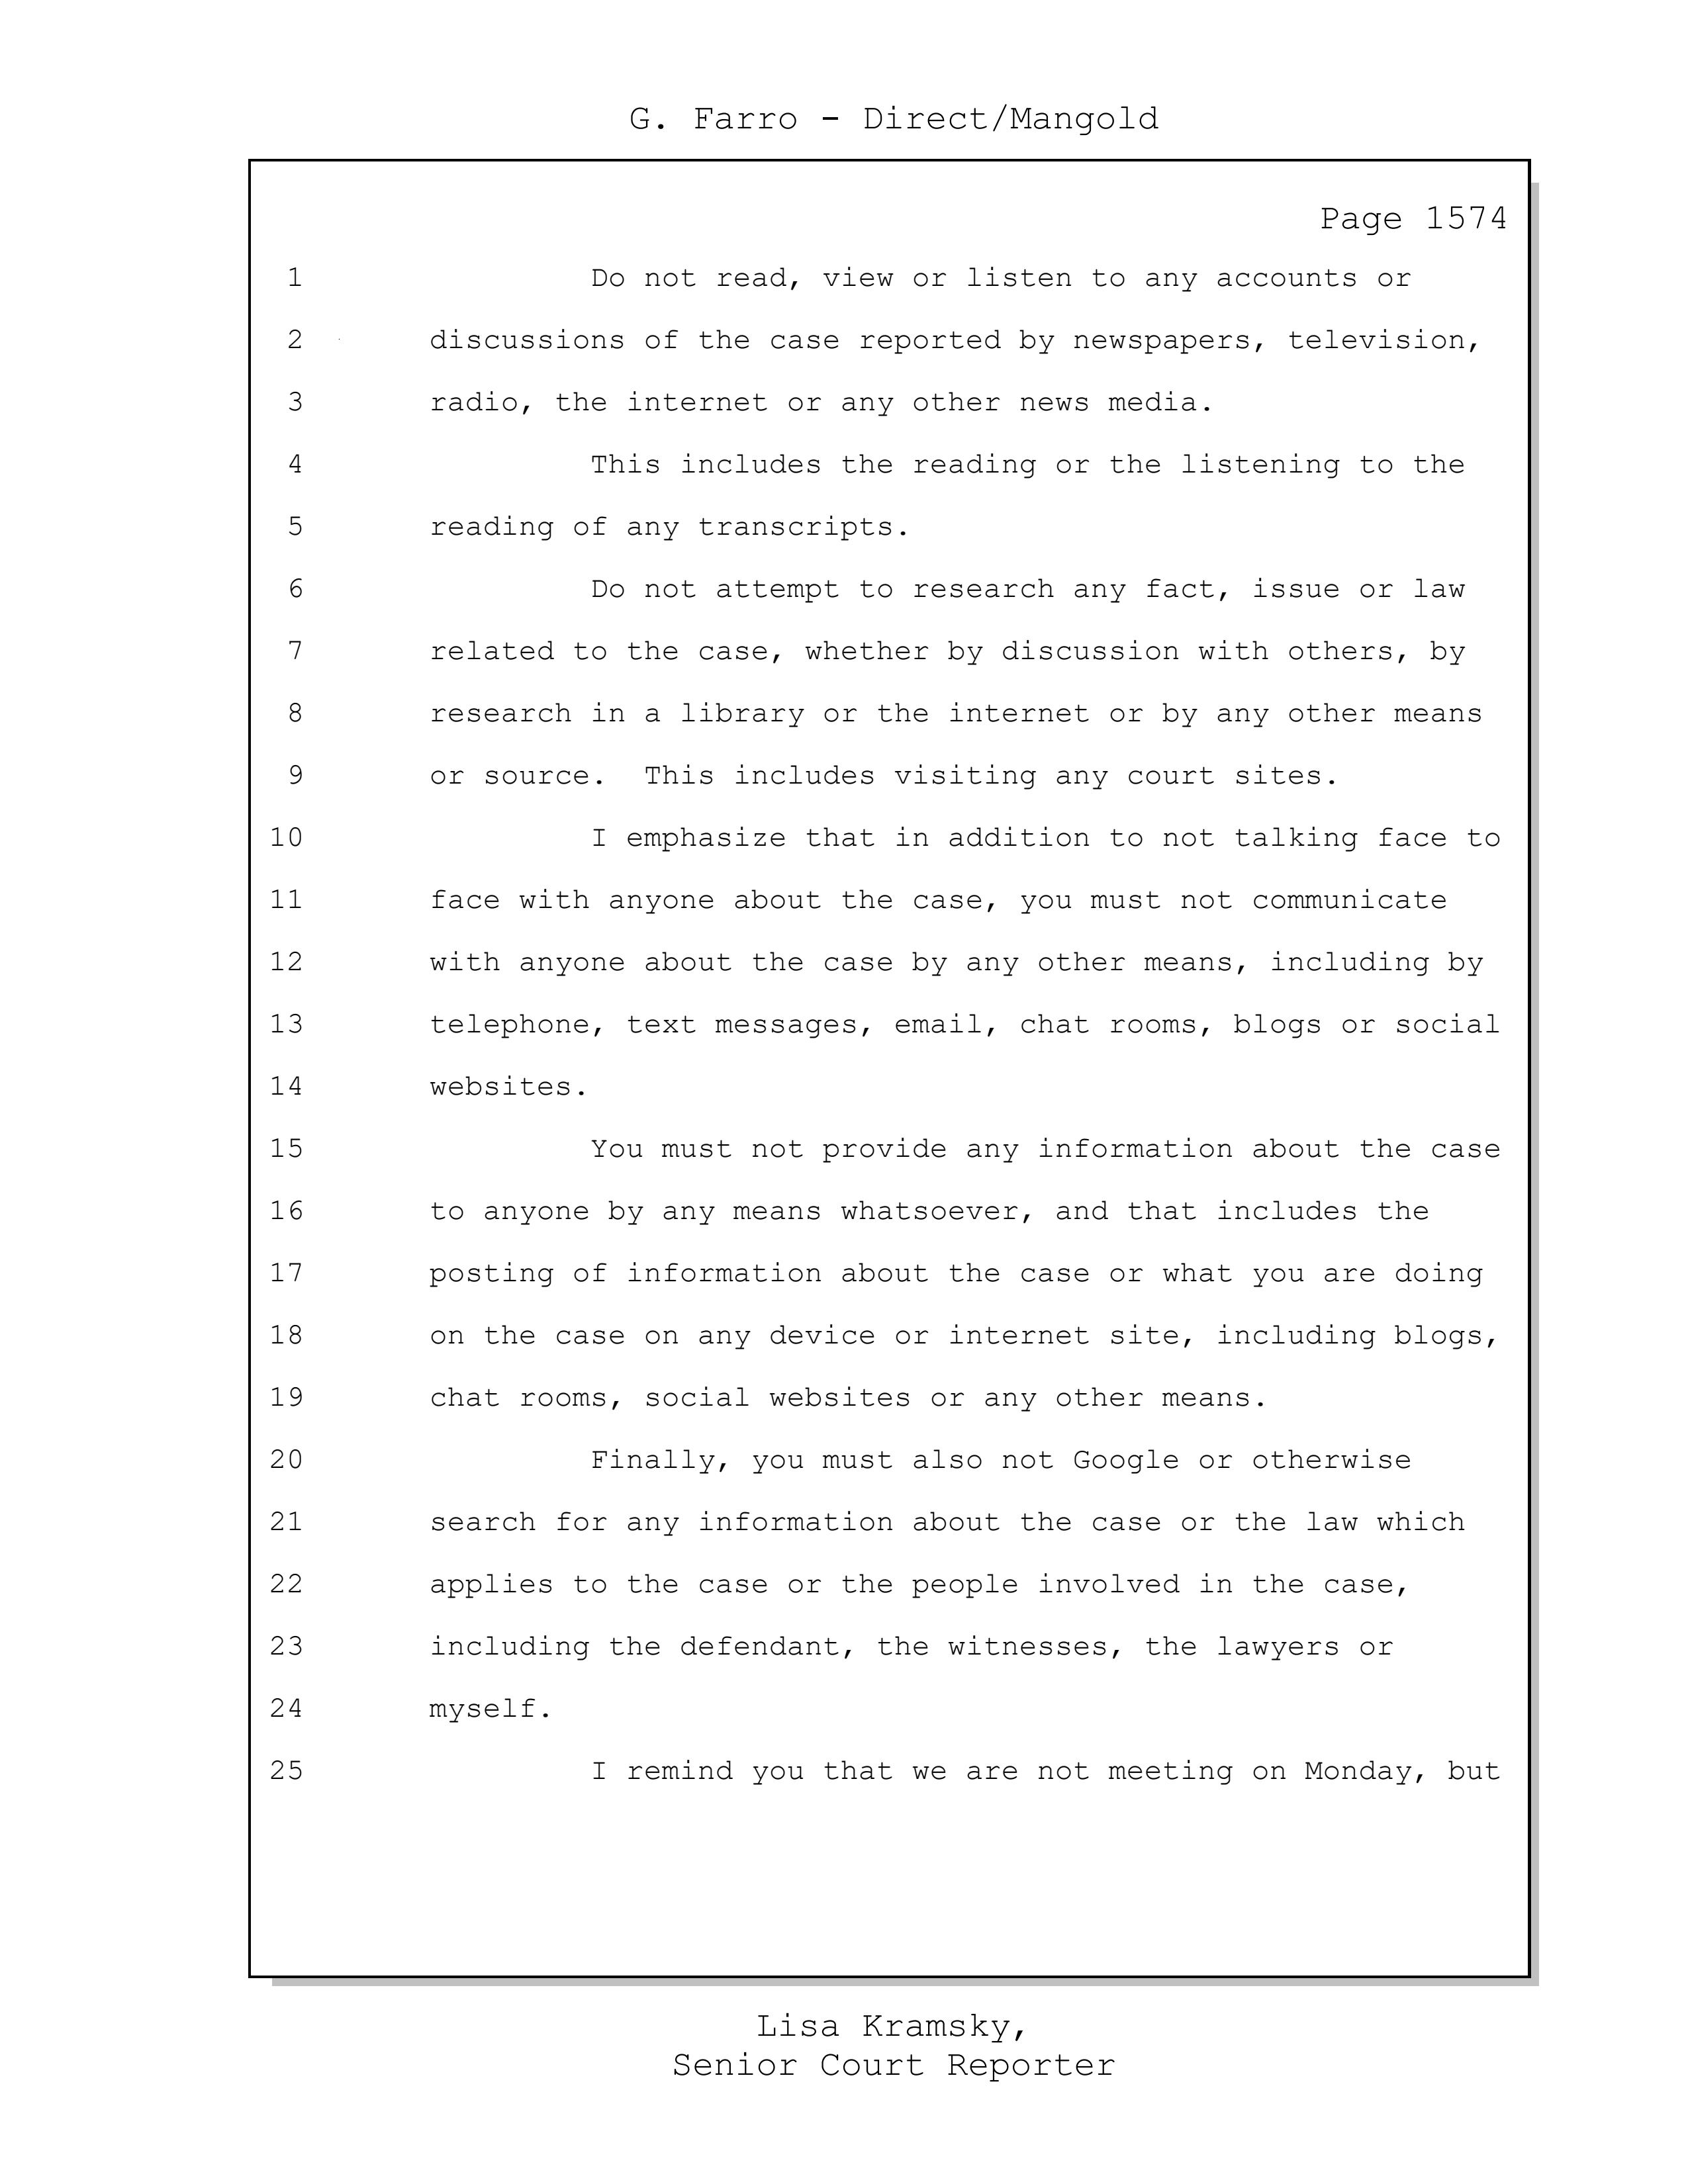 G. Farro - Direct/Mangold
Page 1574
1 Do not read, view or listen to any accounts or
2 discussions of the case reported by newspapers, television,
3 radio, the internet or any other news media.
4 This includes the reading or the listening to the
5 reading of any transcripts.
6 Do not attempt to research any fact, issue or law
7 related to the case, whether by discussion with others, by
8 research in a library or the internet or by any other means
9 or source.  This includes visiting any court sites.
10 I emphasize that in addition to not talking face to
11 face with anyone about the case, you must not communicate
12 with anyone about the case by any other means, including by
13 telephone, text messages, email, chat rooms, blogs or social
14 websites.
15 You must not provide any information about the case
16 to anyone by any means whatsoever, and that includes the
17 posting of information about the case or what you are doing
18 on the case on any device or internet site, including blogs,
19 chat rooms, social websites or any other means.
20 Finally, you must also not Google or otherwise
21 search for any information about the case or the law which
22 applies to the case or the people involved in the case,
23 including the defendant, the witnesses, the lawyers or
24 myself.
25 I remind you that we are not meeting on Monday, but
Lisa Kramsky,
Senior Court Reporter